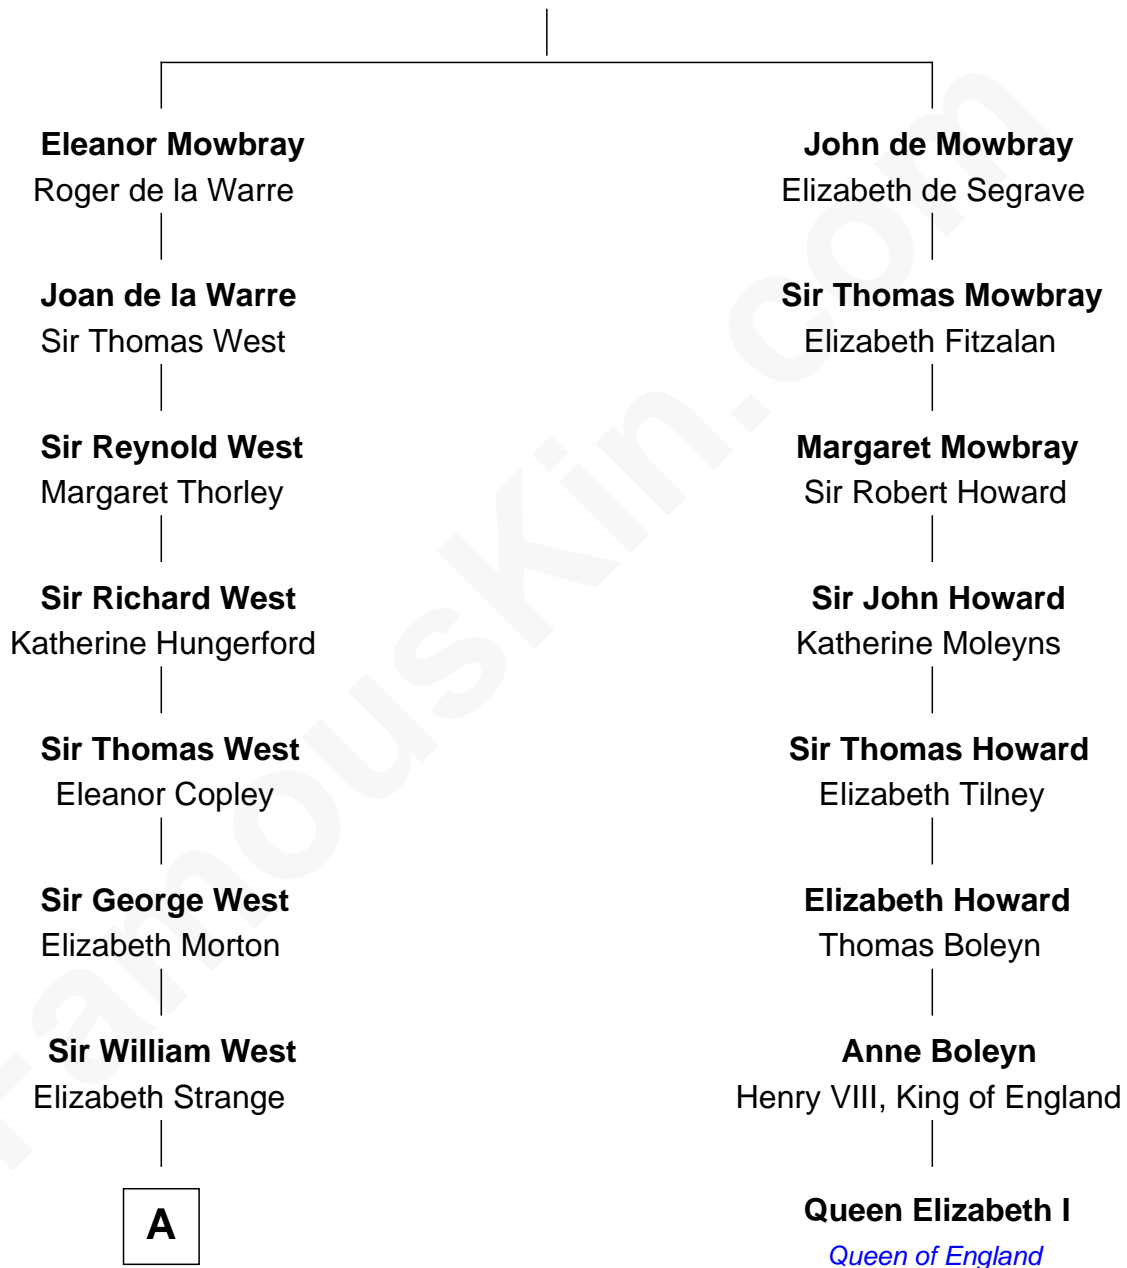 Eleanor Mowbray
Roger de la Warre
Joan de la Warre
Sir Thomas West
Sir Reynold West
Margaret Thorley
Sir Richard West
Katherine Hungerford
Sir Thomas West
Eleanor Copley
Sir George West
Elizabeth Morton
Sir William West
Elizabeth Strange
A
John de Mowbray
Elizabeth de Segrave
Sir Thomas Mowbray
Elizabeth Fitzalan
Margaret Mowbray
Sir Robert Howard
Sir John Howard
Katherine Moleyns
Sir Thomas Howard
Elizabeth Tilney
Elizabeth Howard
Thomas Boleyn
Anne Boleyn
Henry VIII, King of England
Queen Elizabeth I
Queen of England
FamousKin.com